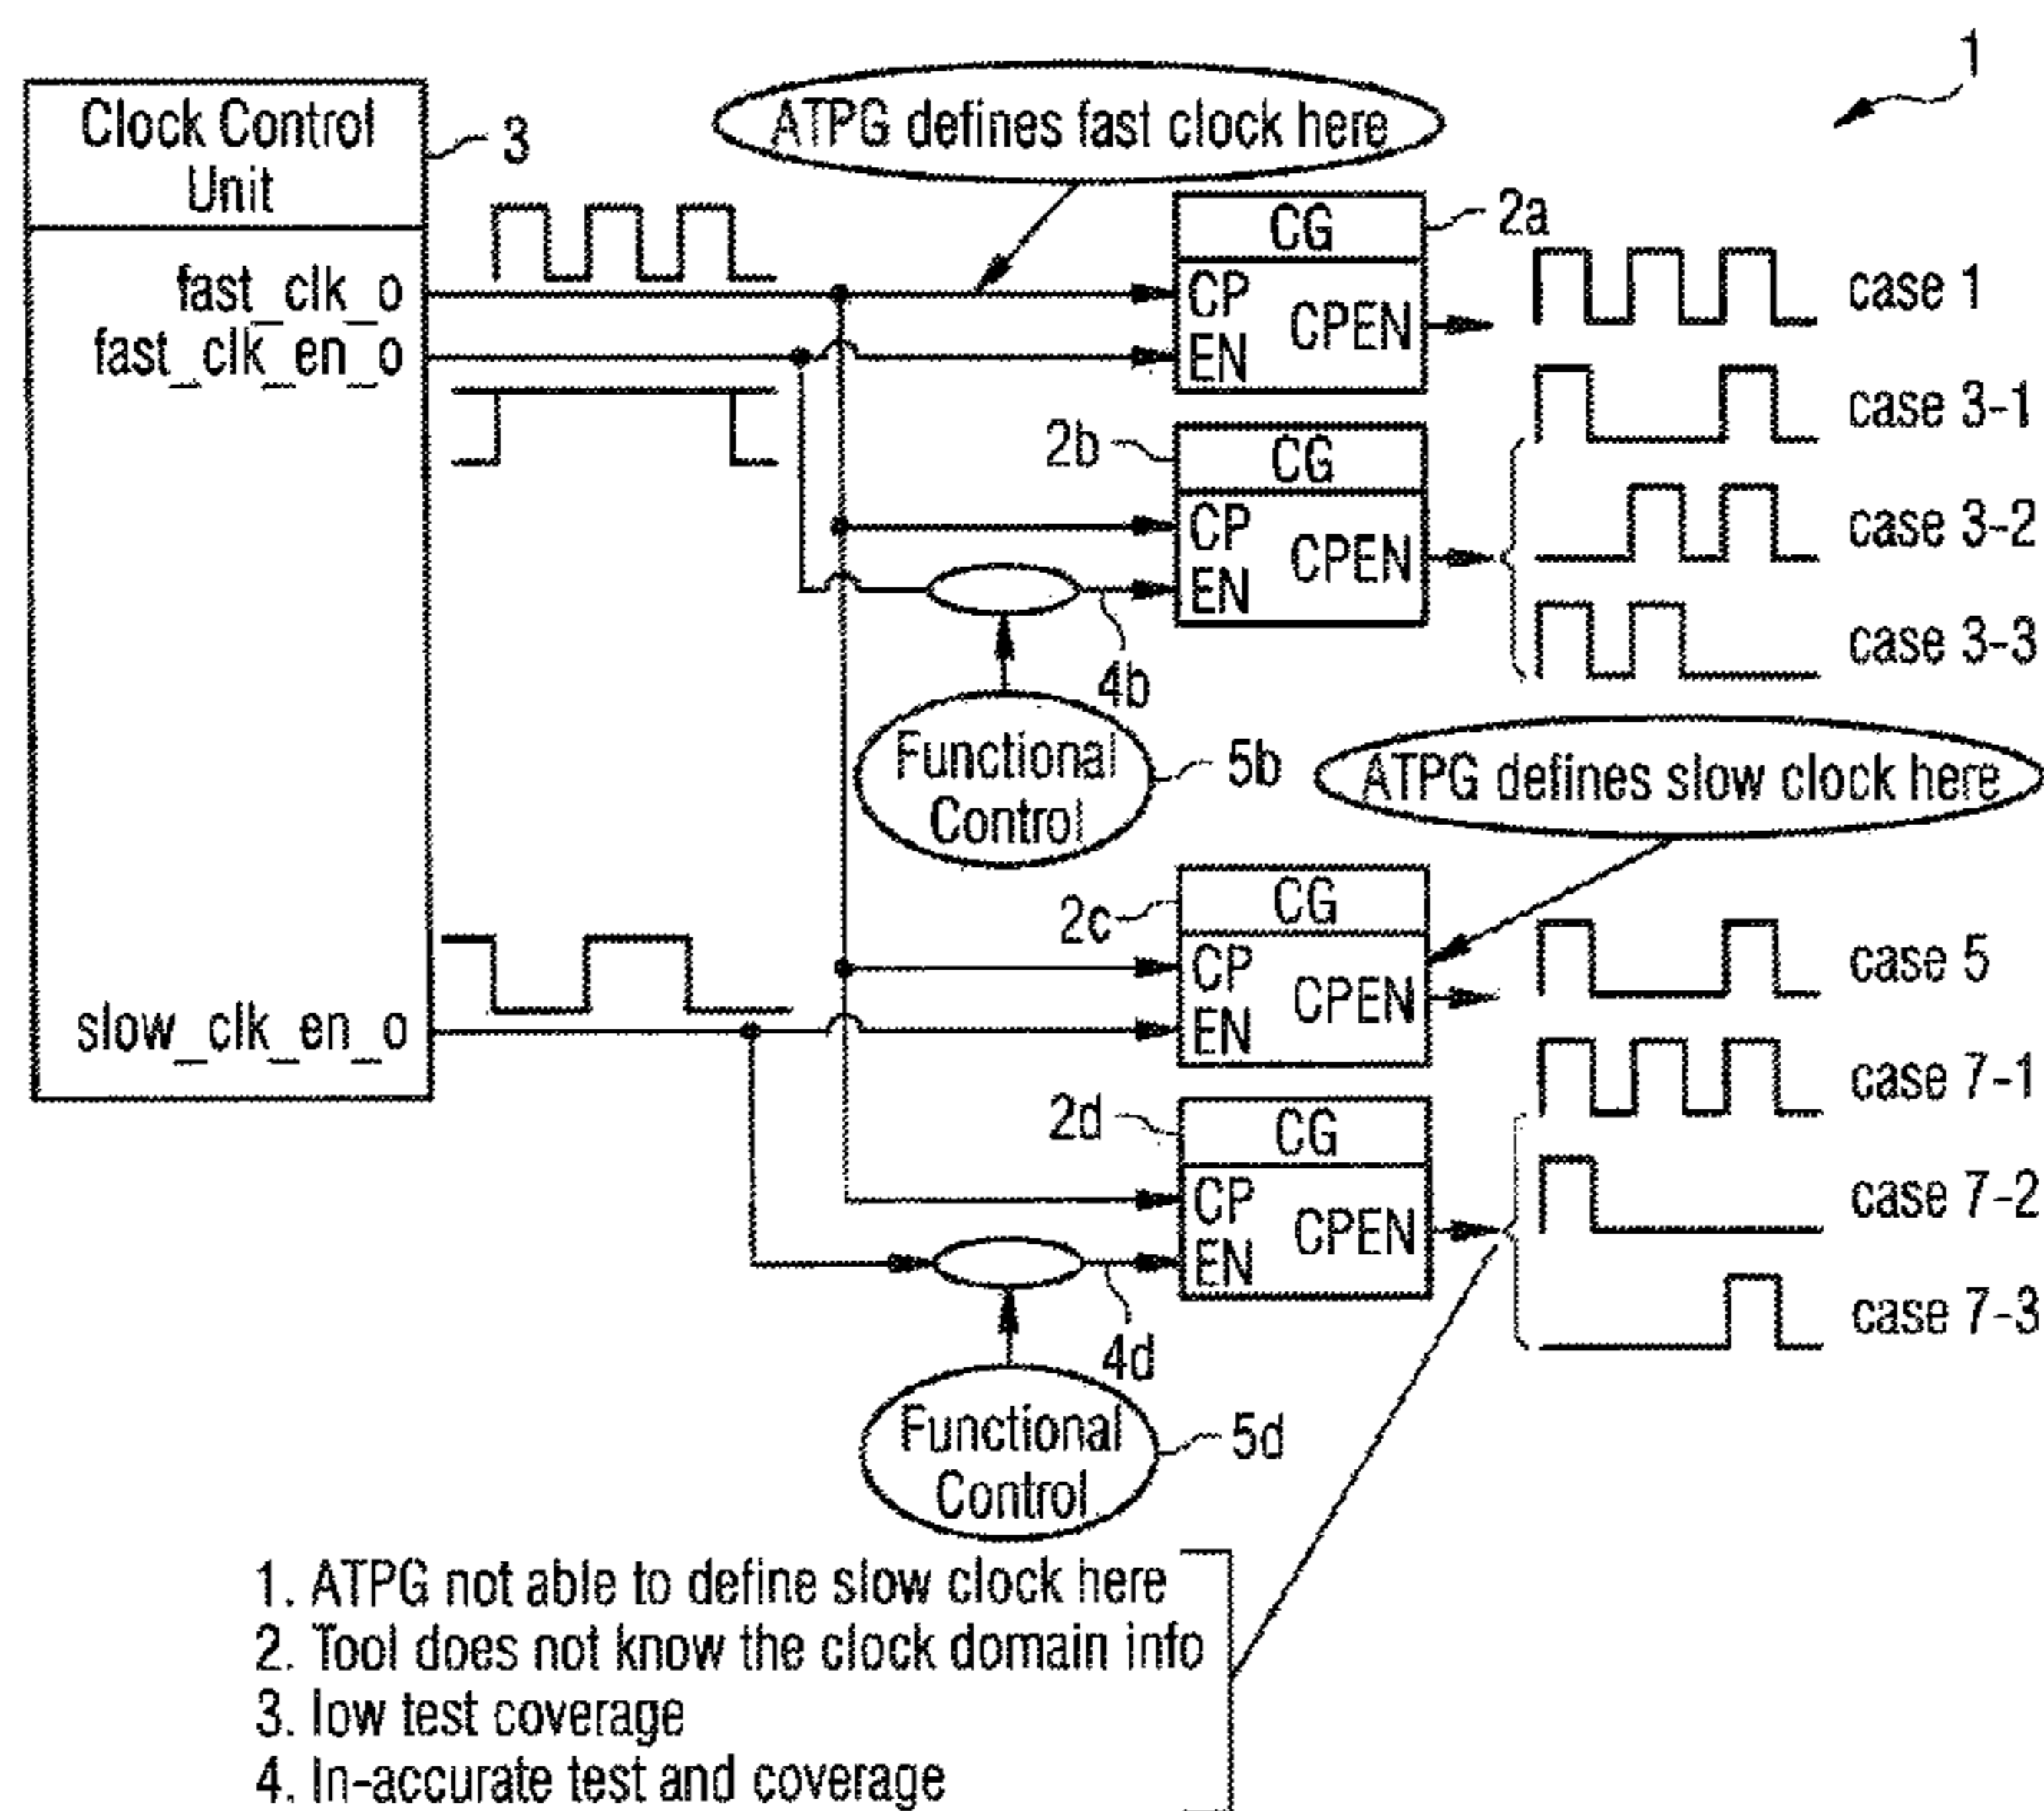 1
Clock Control
Unit
3
ATPG defines fast clock here
fast_clk_o
fast_clk_en_o
CG
2a
CP
EN
CPEN
case 1
case 3-1
2b
CG
CP
EN
CPEN
case 3-2
case 3-3
4b
Functional
Control
5b
ATPG defines slow clock here
2c
CG
CP
EN
CPEN
case 5
slow_clk_en_o
case 7-1
2d
CG
CP
EN
CPEN
case 7-2
case 7-3
4d
Functional
Control
5d
1. ATPG not able to define slow clock here
2. Tool does not know the clock domain info
3. low test coverage
4. In-accurate test and coverage